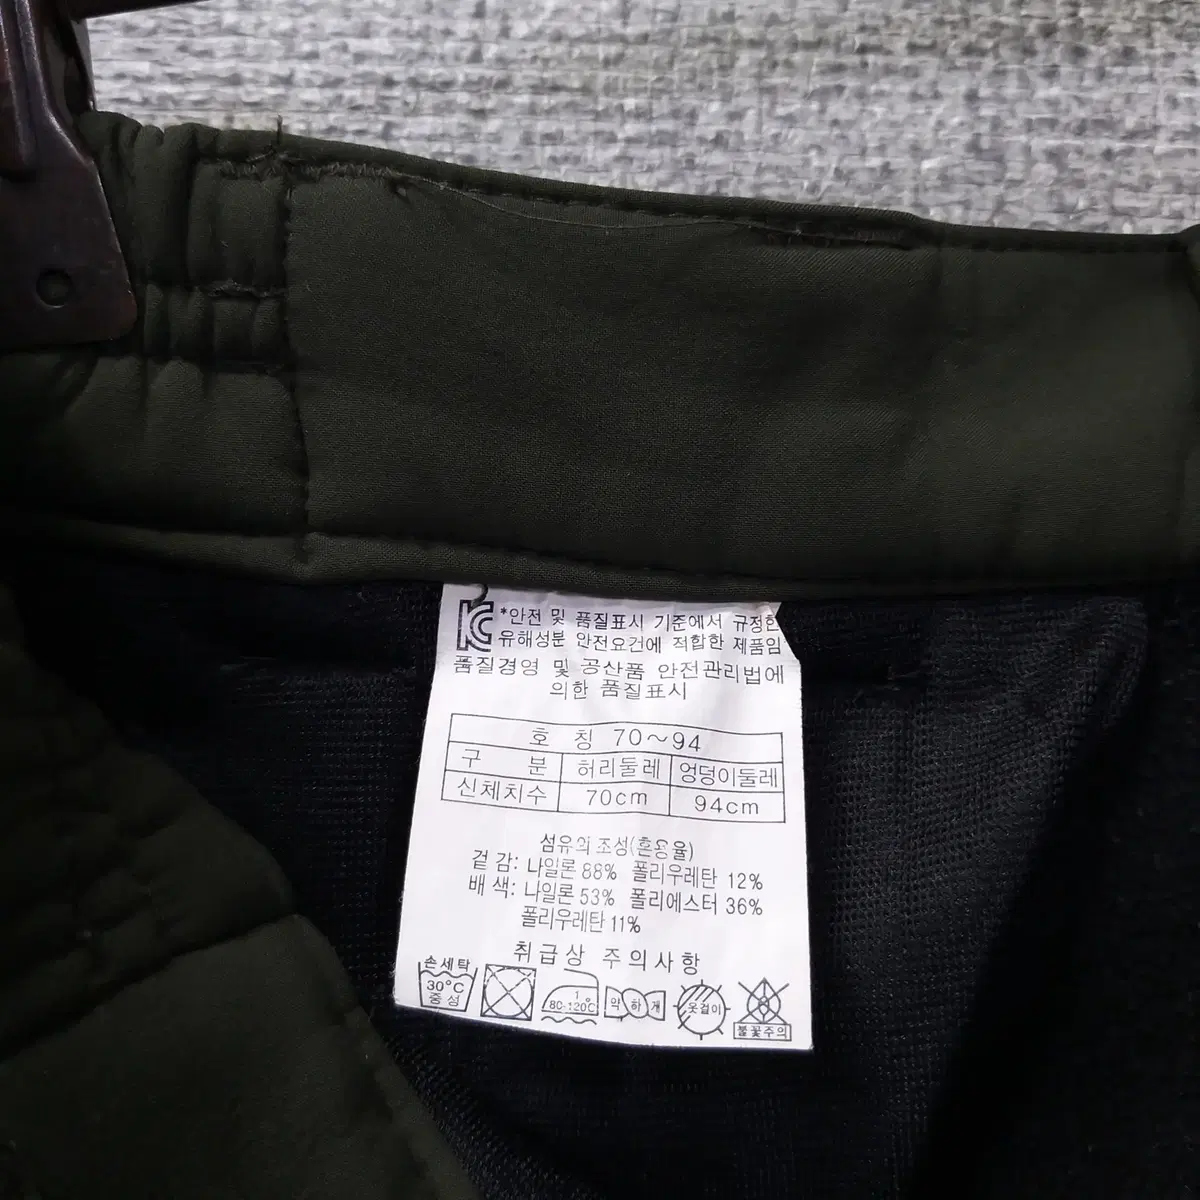 KC *안전 및 품질표시 기준에서 규정한
유해성분 안전요건에 적합한 제품임
품질경영 및 공산품 안전관리법에
의한 품질표시
호 칭 70~94
구 분 허리둘레 엉덩이둘레
신체치수 70cm 94cm
섬유의 조성(혼용율)
겉 감: 나일론 88% 폴리우레탄 12%
배 색: 나일론 53% 폴리에스터 36%
폴리우레탄 11%
취급상 주의사항
손세탁
30°C
중성
1
80-120°C
약하게
옷걸이
불꽃주의